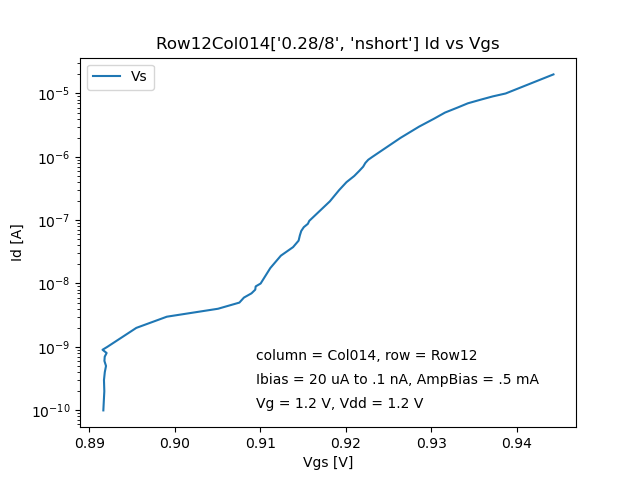 Row12Col014['0.28/8', 'nshort'] Id vs Vgs
Vs
10⁻⁵
10⁻⁶
10⁻⁷
10⁻⁸
10⁻⁹
10⁻¹⁰
Id [A]
column = Col014, row = Row12
Ibias = 20 uA to .1 nA, AmpBias = .5 mA
Vg = 1.2 V, Vdd = 1.2 V
0.89 0.90 0.91 0.92 0.93 0.94
Vgs [V]